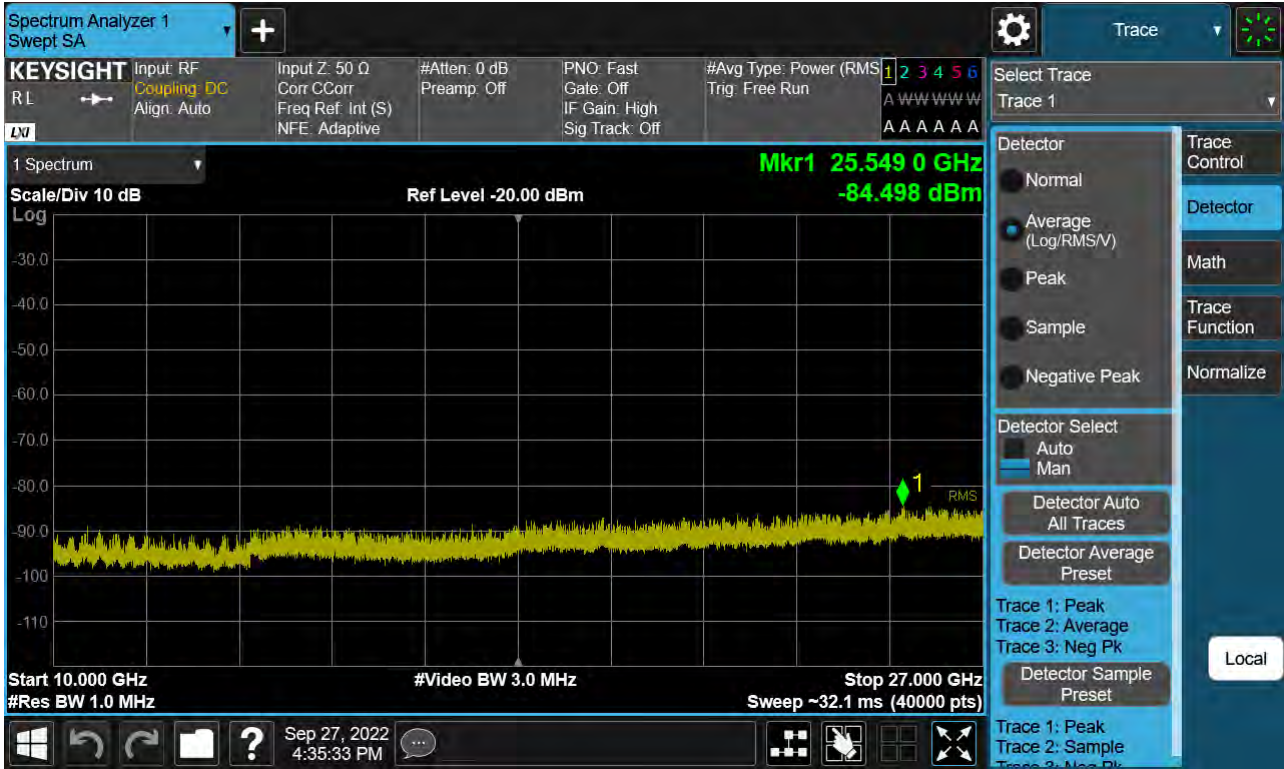 Spectrum Analyzer 1
Swept SA
Trace
KEYSIGHT
R L
LXI
Input: RF
Coupling: DC
Align: Auto
Input Z: 50 Ω
Corr CCorr
Freq Ref: Int (S)
NFE: Adaptive
#Atten: 0 dB
Preamp: Off
PNO: Fast
Gate: Off
IF Gain: High
Sig Track: Off
#Avg Type: Power (RMS
Trig: Free Run
1 2 3 4 5 6
A W W W W W
A A A A A A
Select Trace
Trace 1
1 Spectrum
Scale/Div 10 dB
Ref Level -20.00 dBm
Mkr1 25.549 0 GHz
-84.498 dBm
Log
-30.0
-40.0
-50.0
-60.0
-70.0
-80.0
-90.0
-100
-110
1
RMS
Start 10.000 GHz
#Res BW 1.0 MHz
#Video BW 3.0 MHz
Stop 27.000 GHz
Sweep ~32.1 ms (40000 pts)
Detector
Normal
Average
(Log/RMS/V)
Peak
Sample
Negative Peak
Detector Select
Auto
Man
Detector Auto
All Traces
Detector Average
Preset
Trace 1: Peak
Trace 2: Average
Trace 3: Neg Pk
Detector Sample
Preset
Trace 1: Peak
Trace 2: Sample
Trace 3: Neg Pk
Trace
Control
Detector
Math
Trace
Function
Normalize
Local
?
Sep 27, 2022
4:35:33 PM